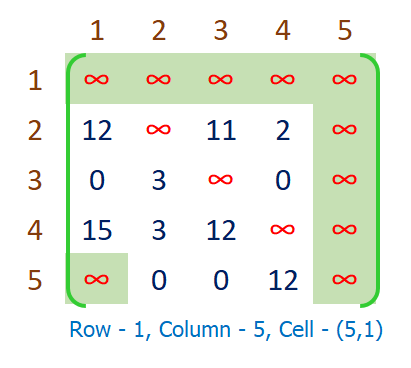 1 2 3 4 5
1 ∞ ∞ ∞ ∞ ∞
2 12 ∞ 11 2 ∞
3 0 3 ∞ 0 ∞
4 15 3 12 ∞ ∞
5 ∞ 0 0 12 ∞
Row - 1, Column - 5, Cell - (5,1)